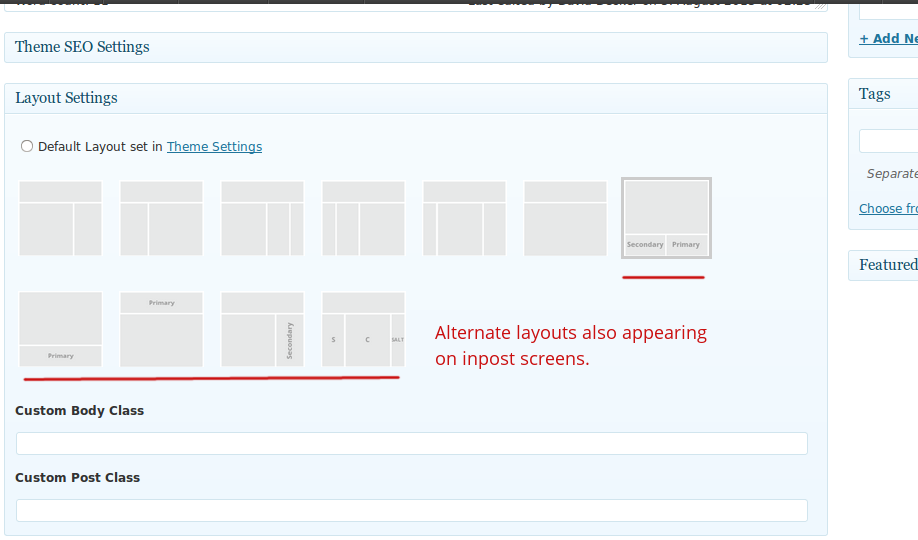 Theme SEO Settings
+ Add Ne
Layout Settings
Tags
Default Layout set in Theme Settings
Separate
Choose fro
Secondary Primary
Featured
Primary
Primary
Secondary
S C SALT
Alternate layouts also appearing
on inpost screens.
Custom Body Class
Custom Post Class